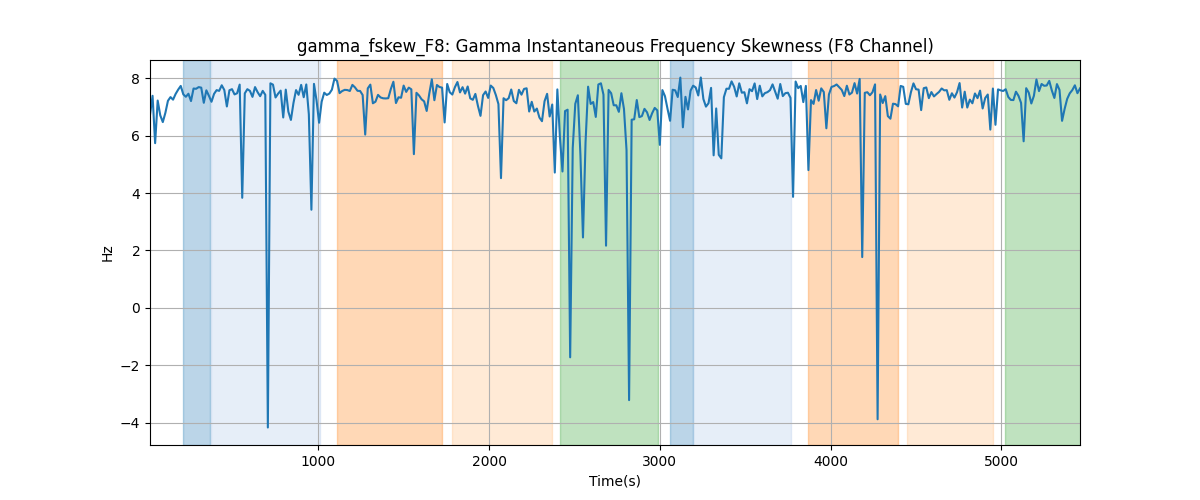 gamma_fskew_F8: Gamma Instantaneous Frequency Skewness (F8 Channel)
8
6
4
2
0
−2
−4
Hz
1000 2000 3000 4000 5000
Time(s)